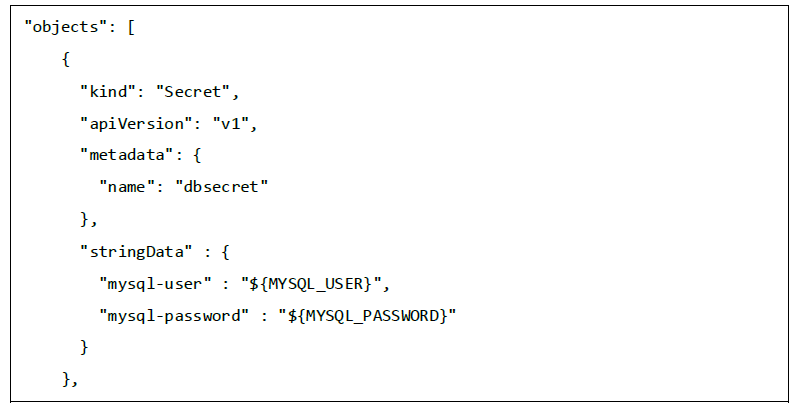 "objects": [
    {
      "kind": "Secret",
      "apiVersion": "v1",
      "metadata": {
        "name": "dbsecret"
      },
      "stringData" : {
        "mysql-user" : "${MYSQL_USER}",
        "mysql-password" : "${MYSQL_PASSWORD}"
      }
    },